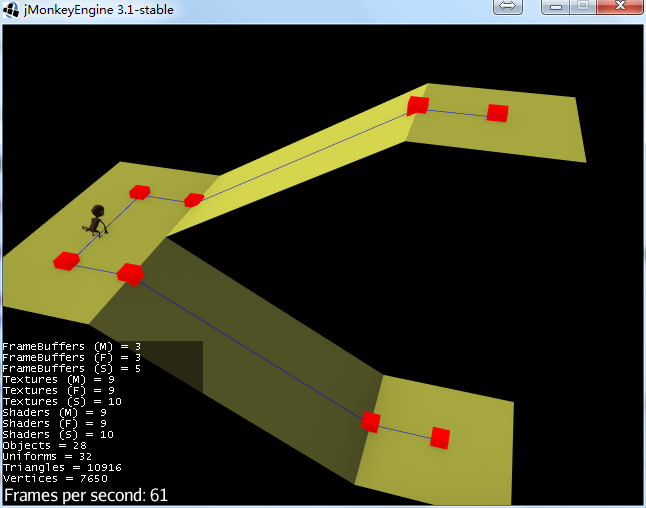 jMonkeyEngine 3.1-stable
FrameBuffers (M) = 3
FrameBuffers (F) = 3
FrameBuffers (S) = 5
Textures (M) = 9
Textures (F) = 9
Textures (S) = 10
Shaders (M) = 9
Shaders (F) = 9
Shaders (S) = 10
Objects = 28
Uniforms = 32
Triangles = 10916
Vertices = 7650
Frames per second: 61